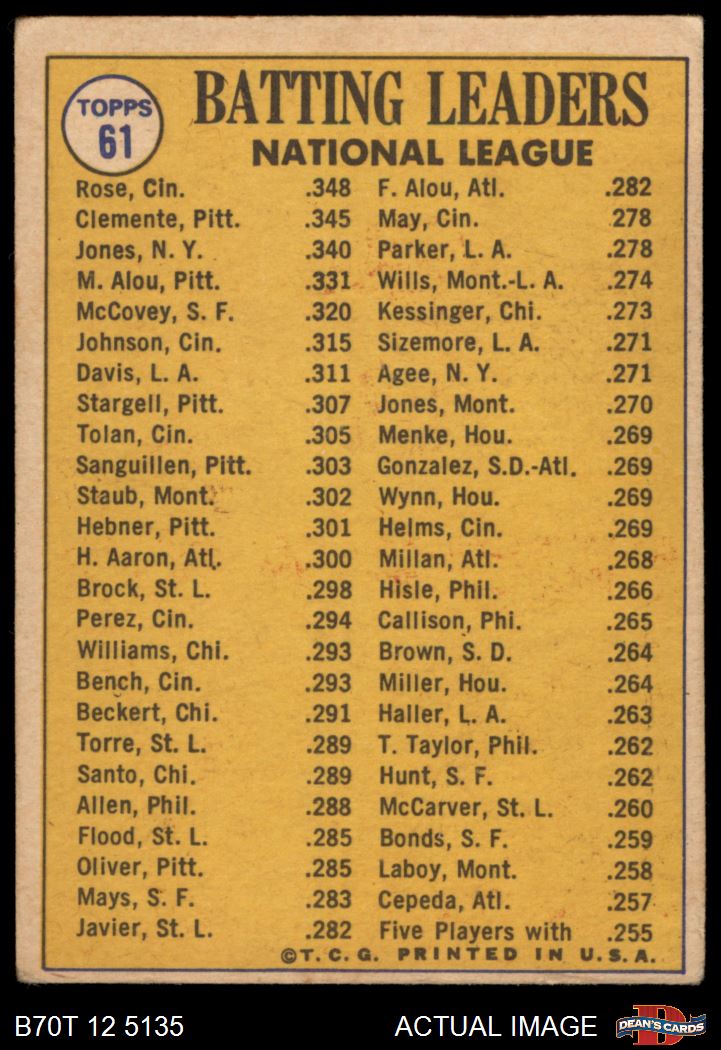 TOPPS
61
BATTING LEADERS
NATIONAL LEAGUE
Rose, Cin. .348
Clemente, Pitt. .345
Jones, N. Y. .340
M. Alou, Pitt. .331
McCovey, S. F. .320
Johnson, Cin. .315
Davis, L. A. .311
Stargell, Pitt. .307
Tolan, Cin. .305
Sanguillen, Pitt. .303
Staub, Mont. .302
Hebner, Pitt. .301
H. Aaron, Atl. .300
Brock, St. L. .298
Perez, Cin. .294
Williams, Chi. .293
Bench, Cin. .293
Beckert, Chi. .291
Torre, St. L. .289
Santo, Chi. .289
Allen, Phil. .288
Flood, St. L. .285
Oliver, Pitt. .285
Mays, S. F. .283
Javier, St. L. .282
F. Alou, Atl. .282
May, Cin. 278
Parker, L. A. .278
Wills, Mont.-L. A. .274
Kessinger, Chi. .273
Sizemore, L. A. .271
Agee, N. Y. .271
Jones, Mont. .270
Menke, Hou. .269
Gonzalez, S.D.-Atl. .269
Wynn, Hou. .269
Helms, Cin. .269
Millan, Atl. .268
Hisle, Phil. .266
Callison, Phi. .265
Brown, S. D. .264
Miller, Hou. .264
Haller, L. A. .263
T. Taylor, Phil. .262
Hunt, S. F. .262
McCarver, St. L. .260
Bonds, S. F. .259
Laboy, Mont. .258
Cepeda, Atl. .257
Five Players with .255
©T. C. G. PRINTED IN U. S. A.
B70T 12 5135 ACTUAL IMAGE
D
DEAN'S CARDS